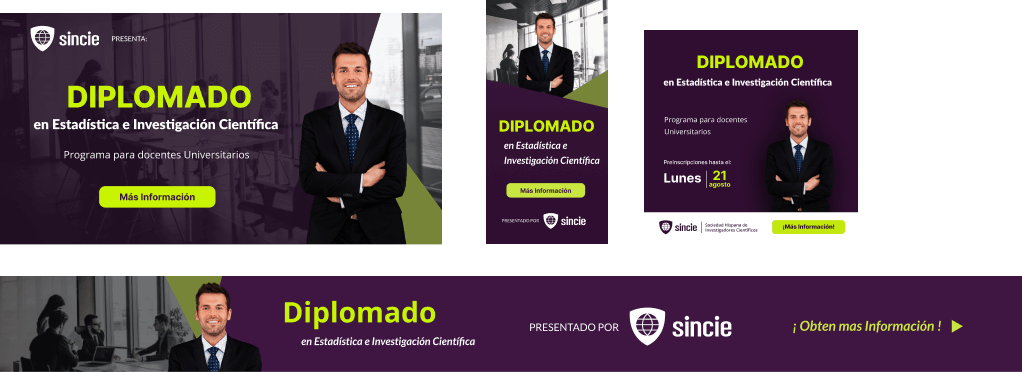 sincie PRESENTA:
DIPLOMADO
en Estadística e Investigación Científica
Programa para docentes Universitarios
Más Información
DIPLOMADO
en Estadística e
Investigación Científica
Más Información
PRESENTADO POR sincie
DIPLOMADO
en Estadística e Investigación Científica
Programa para docentes
Universitarios
Preinscripciones hasta el:
Lunes 21
agosto
sincie Sociedad Hispana de
Investigadores Científicos
¡Más Información!
Diplomado
en Estadística e Investigación Científica
PRESENTADO POR sincie
¡ Obten mas Información !